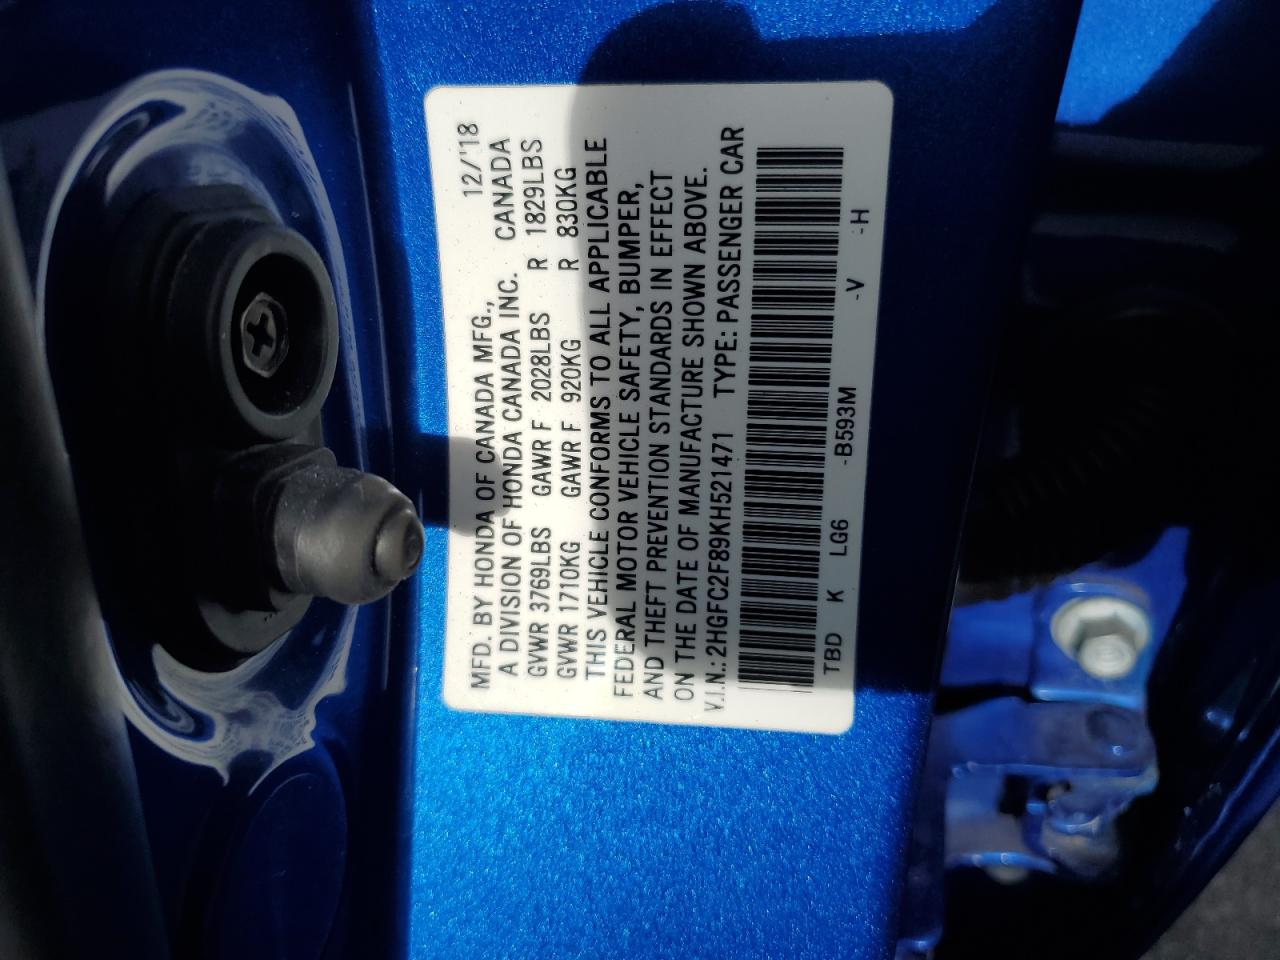 MFD. BY HONDA OF CANADA MFG., 12/'18
A DIVISION OF HONDA CANADA INC. CANADA
GVWR 3769LBS GAWR F 2028LBS R 1829LBS
GVWR 1710KG GAWR F 920KG R 830KG
THIS VEHICLE CONFORMS TO ALL APPLICABLE
FEDERAL MOTOR VEHICLE SAFETY, BUMPER,
AND THEFT PREVENTION STANDARDS IN EFFECT
ON THE DATE OF MANUFACTURE SHOWN ABOVE.
V.I.N.: 2HGFC2F89KH521471 TYPE: PASSENGER CAR
TBD K LG6 -B593M -V -H